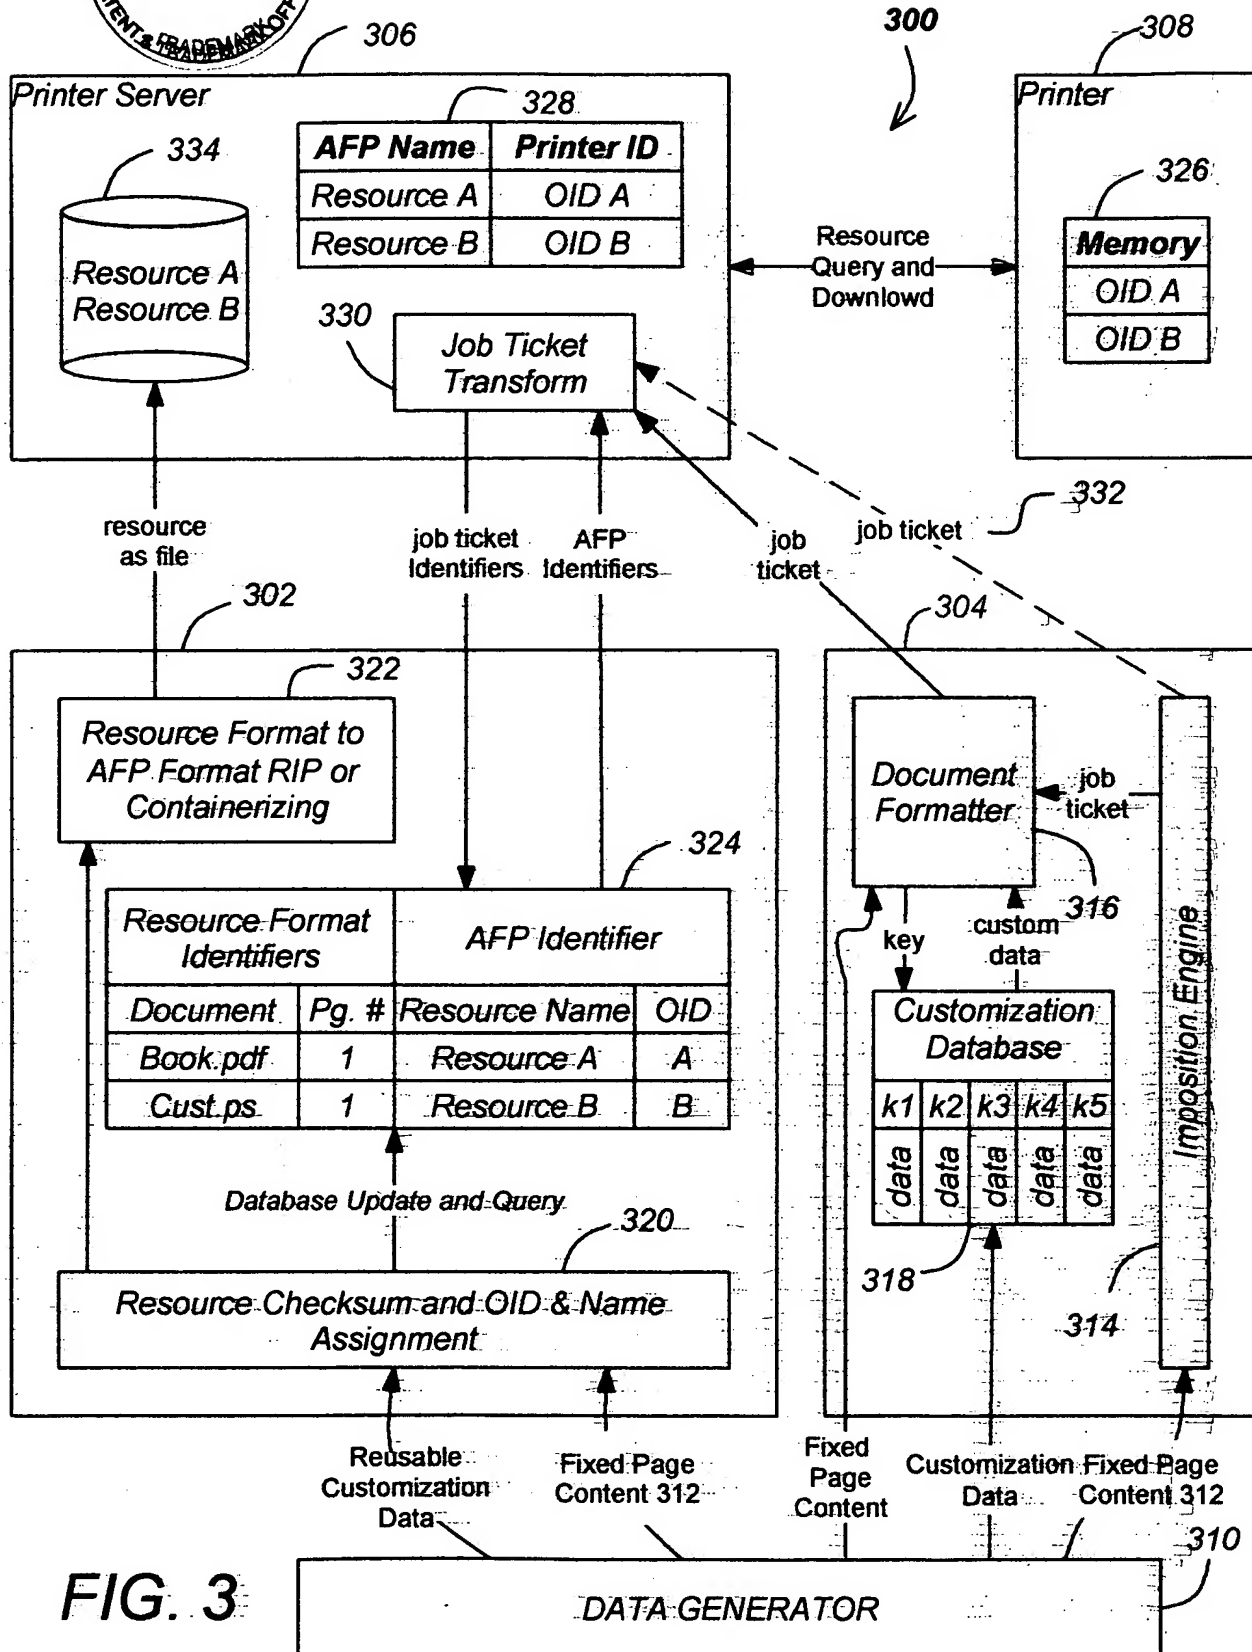 TRADEMARK
300
306
308
Printer Server
Printer
328
AFP Name Printer ID
Resource A OID A
Resource B OID B
334
Resource A
Resource B
326
Memory
OID A
OID B
Resource
Query and
Downlowd
330
Job Ticket
Transform
332
resource
as file
job ticket
Identifiers
AFP
Identifiers
job
ticket
job ticket
302
304
322
Resource Format to
AFP Format RIP or
Containerizing
Document
Formatter
job
ticket
316
324
Resource Format
Identifiers
AFP Identifier
Document Pg. # Resource Name OID
Book.pdf 1 Resource A A
Cust.ps 1 Resource B B
key
custom
data
Customization
Database
k1 k2 k3 k4 k5
data data data data data
Imposition Engine
Database Update and Query
320
318
314
Resource Checksum and OID & Name
Assignment
Reusable
Customization
Data
Fixed Page
Content 312
Fixed
Page
Content
Customization
Data
Fixed Page
Content 312
310
FIG. 3
DATA GENERATOR